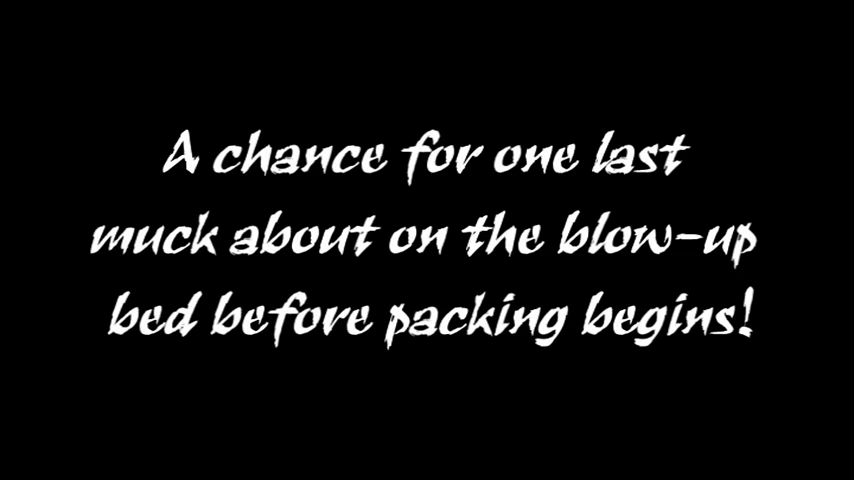 A chance for one last
muck about on the blow-up
bed before packing begins!